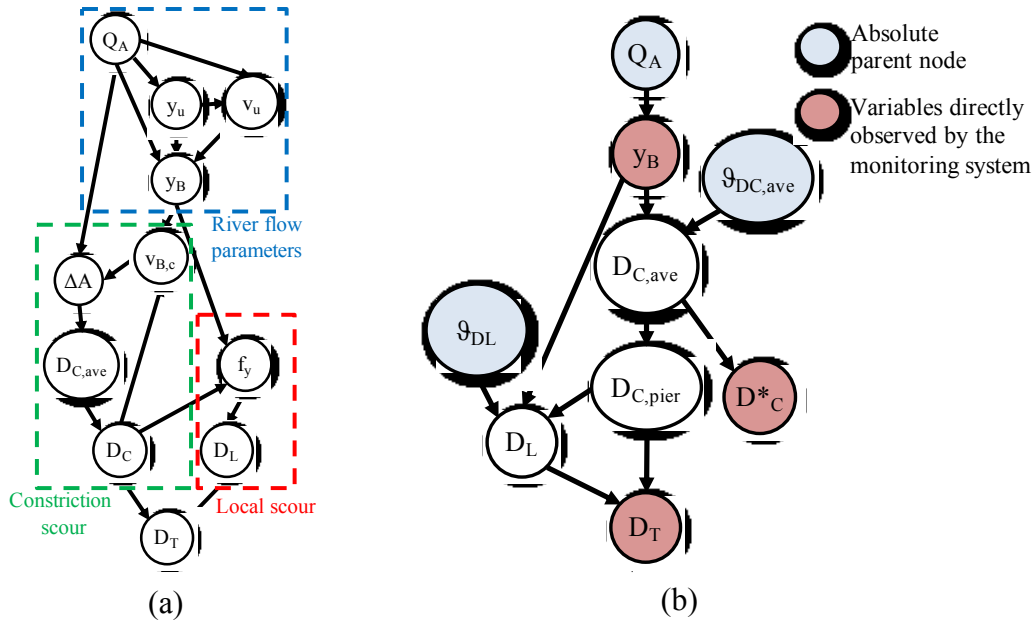 Q_A
y_u
v_u
y_B
River flow
parameters
v_B,c
ΔA
D_C,ave
f_y
D_C
D_L
Constriction
scour
Local scour
D_T
(a)
Q_A
y_B
ϑ_DC,ave
D_C,ave
ϑ_DL
D_C,pier
D*_C
D_L
D_T
(b)
Absolute
parent node
Variables directly
observed by the
monitoring system